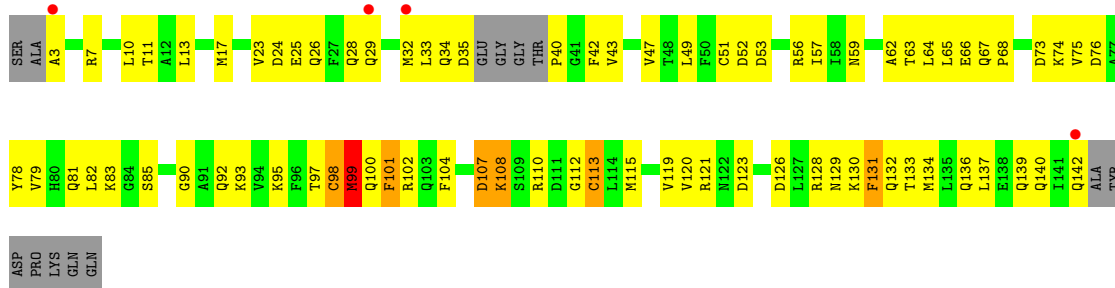 SER ALA A3 R7 L10 T11 A12 L13 M17 V23 D24 E25 Q26 F27 Q28 Q29 M32 L33 Q34 D35 GLU GLY GLY THR P40 G41 F42 V43 V47 T48 L49 F50 C51 D52 D53 R56 I57 I58 N59 A62 T63 L64 L65 E66 Q67 P68 D73 K74 V75 D76 A77
Y78 V79 H80 Q81 L82 K83 G84 S85 G90 A91 Q92 K93 V94 K95 F96 T97 C98 M99 Q100 F101 R102 Q103 F104 D107 K108 S109 R110 D111 G112 C113 L114 M115 V119 V120 R121 N122 D123 D126 L127 R128 N129 K130 F131 Q132 T133 M134 L135 Q136 L137 E138 Q139 Q140 I141 Q142 ALA TYR
ASP PRO LYS GLN GLN